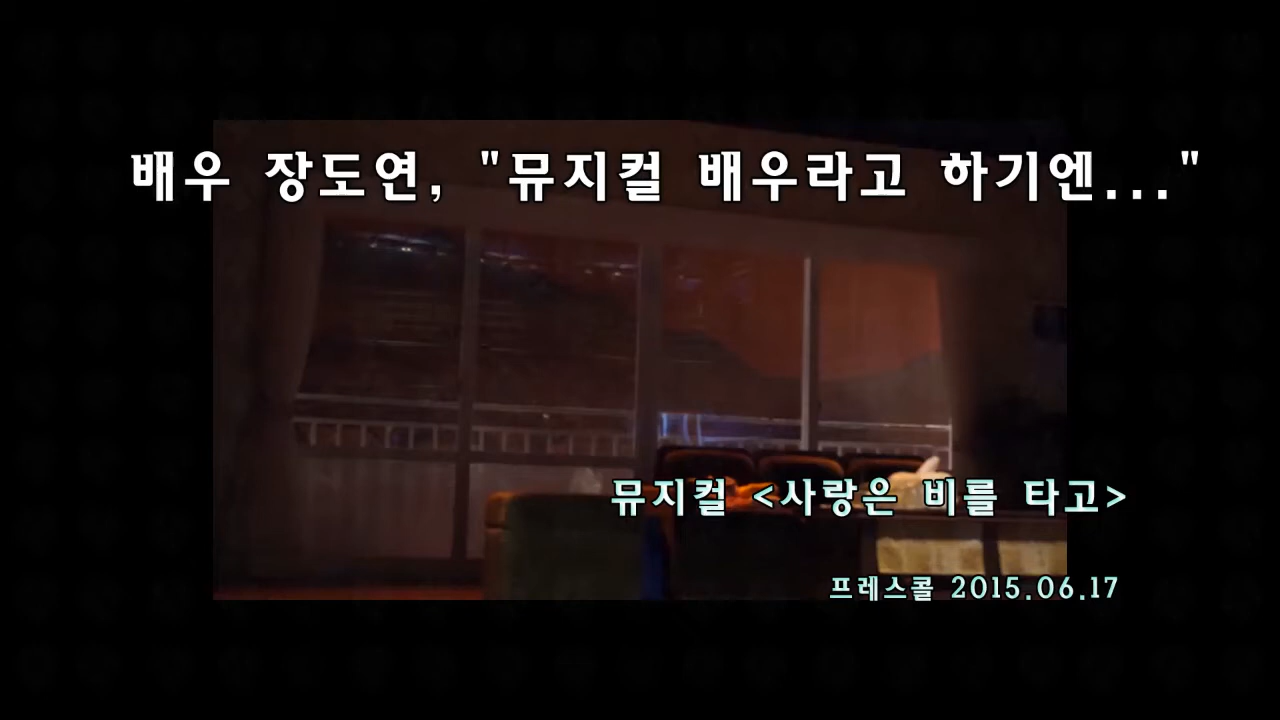 배우 장도연, "뮤지컬 배우라고 하기엔..."
뮤지컬 <사랑은 비를 타고>
프레스콜 2015.06.17